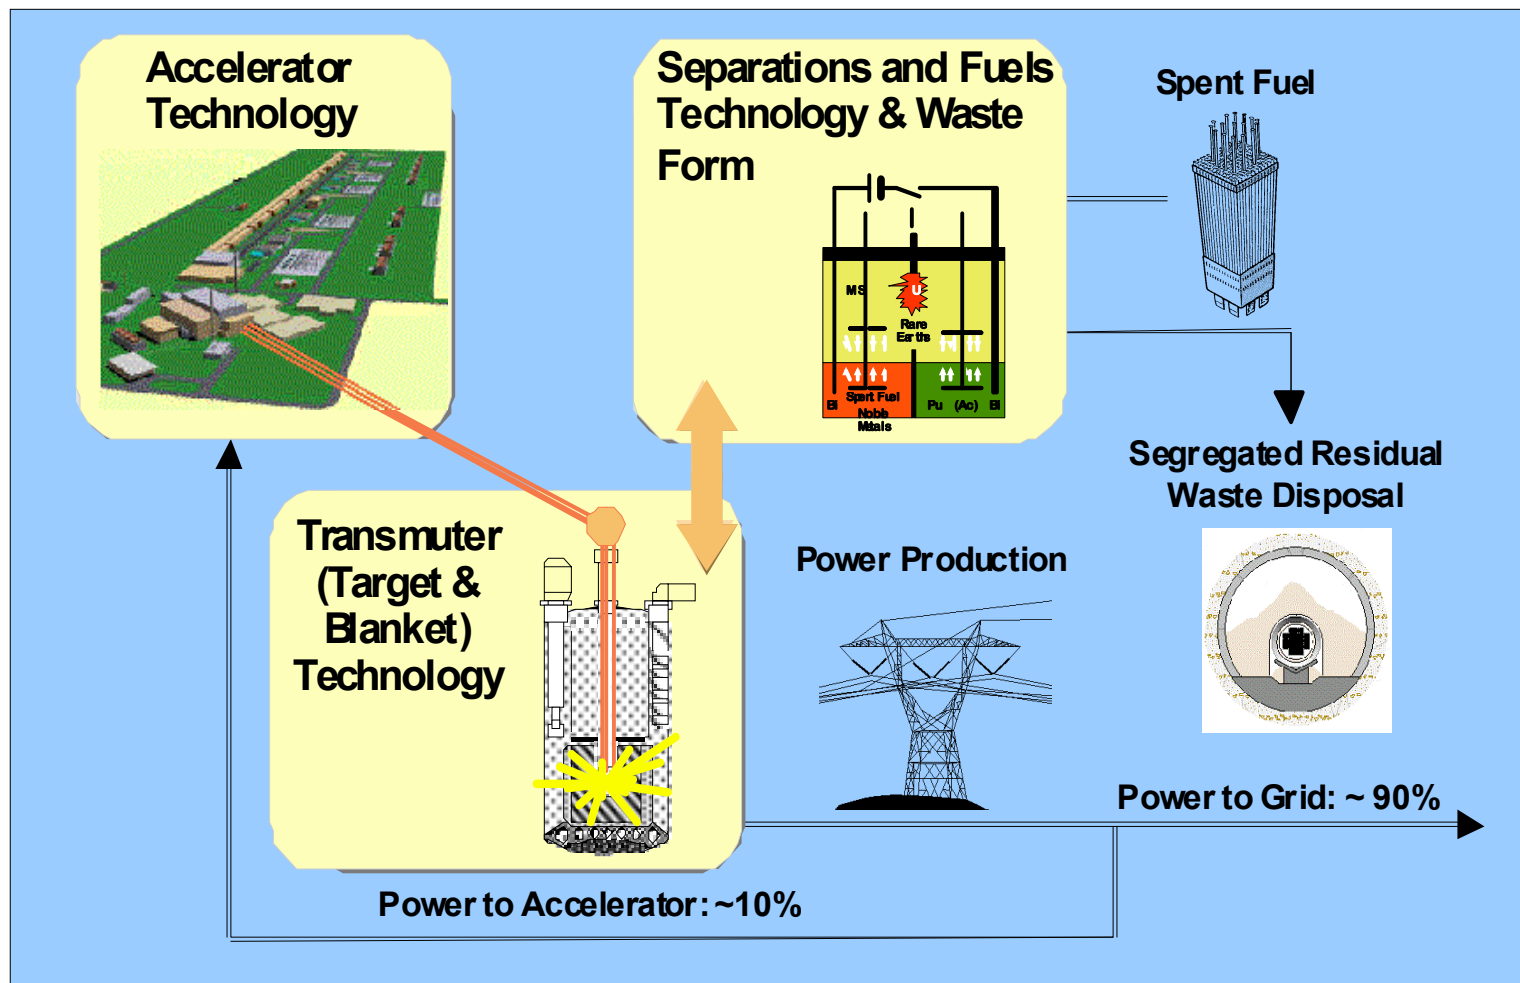 Accelerator
Technology
Separations and Fuels
Technology & Waste
Form
Spent Fuel
MS
U
Rare
Earths
Spent Fuel
Bi
Pu (Ac) Bi
Noble
Metals
Segregated Residual
Waste Disposal
Transmuter
(Target &
Blanket)
Technology
Power Production
Power to Grid: ~ 90%
Power to Accelerator: ~10%